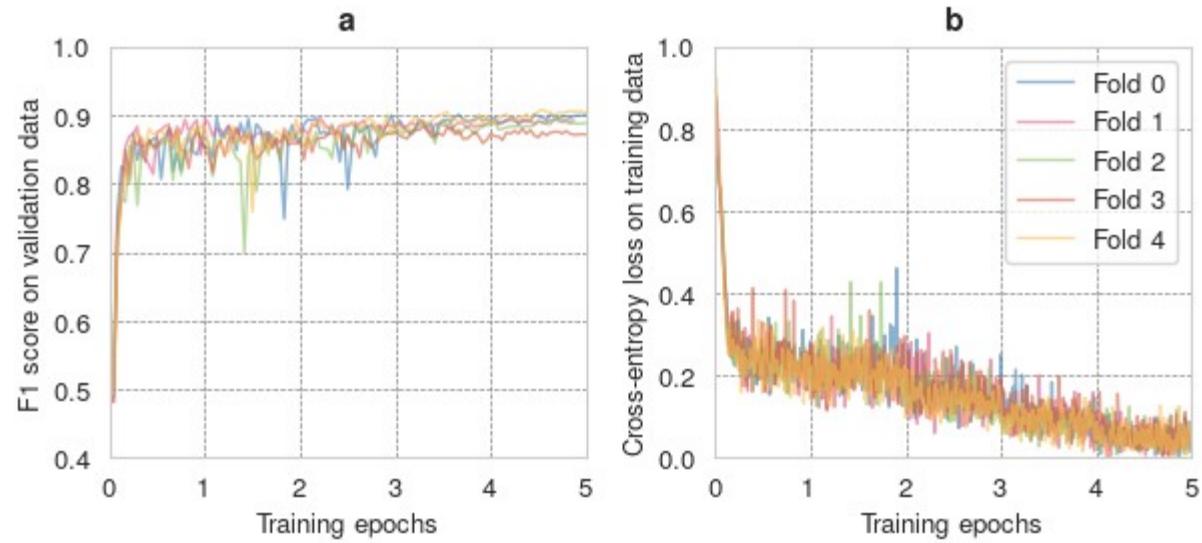 a
F1 score on validation data
1.0
0.9
0.8
0.7
0.6
0.5
0.4
0 1 2 3 4 5
Training epochs
b
Cross-entropy loss on training data
1.0
0.8
0.6
0.4
0.2
0.0
0 1 2 3 4 5
Training epochs
Fold 0
Fold 1
Fold 2
Fold 3
Fold 4